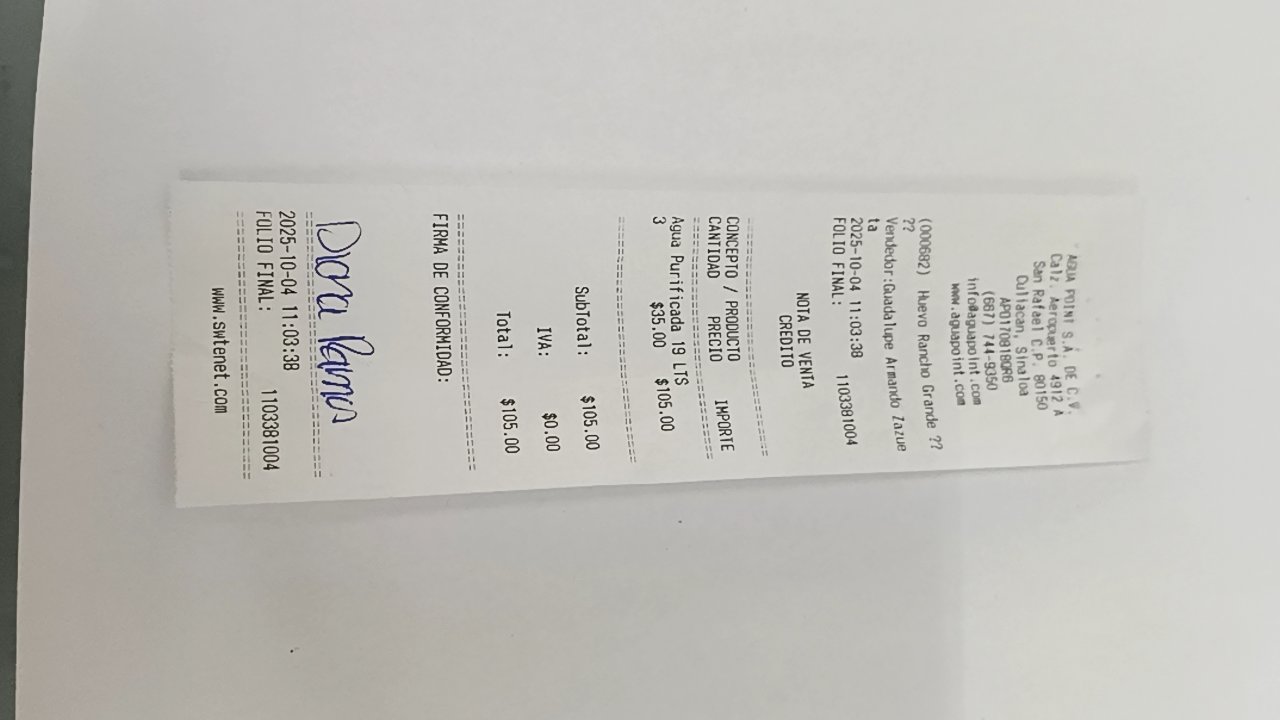 AGUA POINT S.A. DE C.V.
Calz. Aeropuerto 4912 A
San Rafael C.P. 80150
Culiacan, Sinaloa
APO170818QR6
(667) 744-9350
info@aguapoint.com
www.aguapoint.com
(000682) Huevo Rancho Grande ??
??
Vendedor:Guadalupe Armando Zazue
ta
2025-10-04 11:03:38 1103381004
FOLIO FINAL:
NOTA DE VENTA
CREDITO
CONCEPTO / PRODUCTO
CANTIDAD PRECIO IMPORTE
Agua Purificada 19 LTS
3 $35.00 $105.00
SubTotal: $105.00
IVA: $0.00
Total: $105.00
FIRMA DE CONFORMIDAD:
Diana Ramos
2025-10-04 11:03:38
FOLIO FINAL: 1103381004
www.swtenet.com